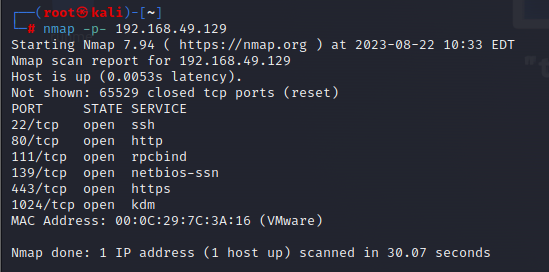 (root㉿kali)-[~]
# nmap -p- 192.168.49.129
Starting Nmap 7.94 ( https://nmap.org ) at 2023-08-22 10:33 EDT
Nmap scan report for 192.168.49.129
Host is up (0.0053s latency).
Not shown: 65529 closed tcp ports (reset)
PORT     STATE SERVICE
22/tcp   open  ssh
80/tcp   open  http
111/tcp  open  rpcbind
139/tcp  open  netbios-ssn
443/tcp  open  https
1024/tcp open  kdm
MAC Address: 00:0C:29:7C:3A:16 (VMware)
Nmap done: 1 IP address (1 host up) scanned in 30.07 seconds